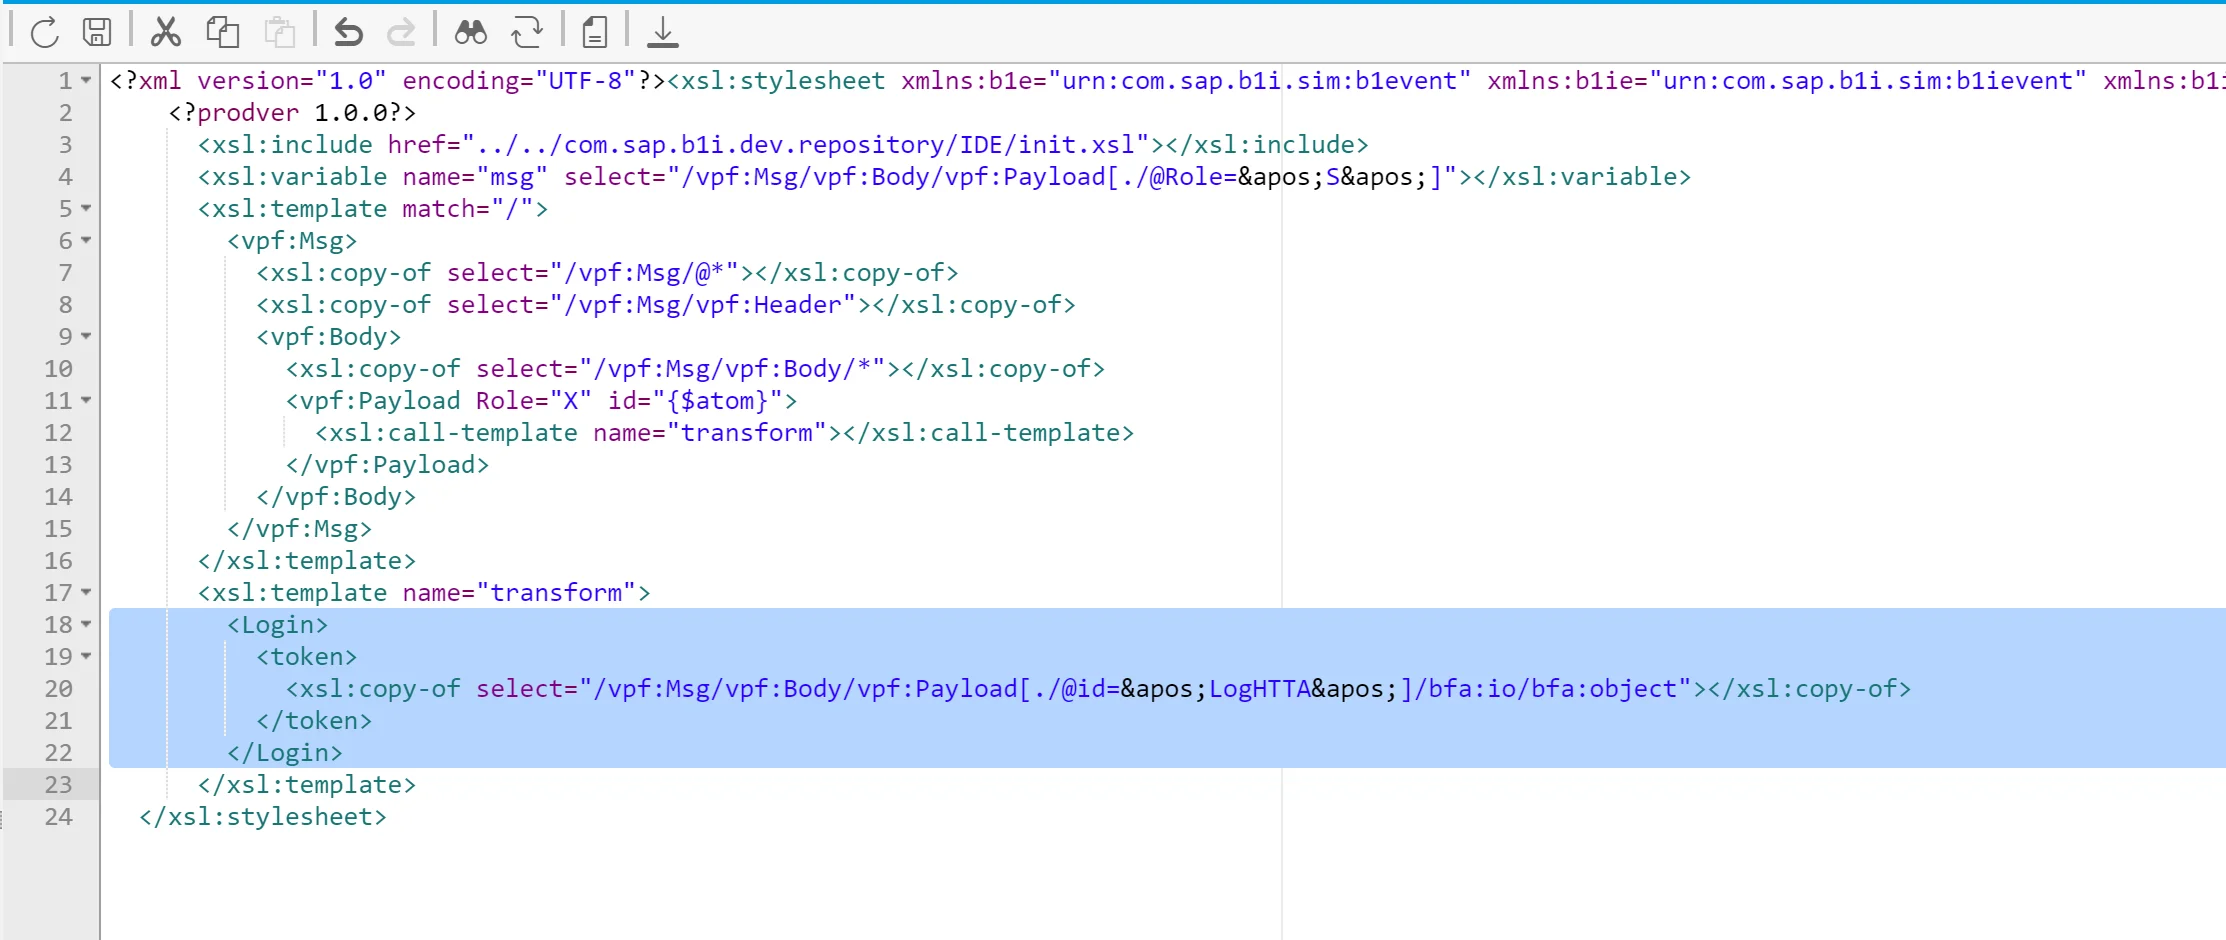 1 <?xml version="1.0" encoding="UTF-8"?><xsl:stylesheet xmlns:b1e="urn:com.sap.b1i.sim:b1event" xmlns:b1ie="urn:com.sap.b1i.sim:b1ievent" xmlns:b1i
2 <?prodver 1.0.0?>
3 <xsl:include href="../../com.sap.b1i.dev.repository/IDE/init.xsl"></xsl:include>
4 <xsl:variable name="msg" select="/vpf:Msg/vpf:Body/vpf:Payload[./@Role=&apos;S&apos;]"></xsl:variable>
5 <xsl:template match="/">
6 <vpf:Msg>
7 <xsl:copy-of select="/vpf:Msg/@*"></xsl:copy-of>
8 <xsl:copy-of select="/vpf:Msg/vpf:Header"></xsl:copy-of>
9 <vpf:Body>
10 <xsl:copy-of select="/vpf:Msg/vpf:Body/*"></xsl:copy-of>
11 <vpf:Payload Role="X" id="{$atom}">
12 <xsl:call-template name="transform"></xsl:call-template>
13 </vpf:Payload>
14 </vpf:Body>
15 </vpf:Msg>
16 </xsl:template>
17 <xsl:template name="transform">
18 <Login>
19 <token>
20 <xsl:copy-of select="/vpf:Msg/vpf:Body/vpf:Payload[./@id=&apos;LogHTTA&apos;]/bfa:io/bfa:object"></xsl:copy-of>
21 </token>
22 </Login>
23 </xsl:template>
24 </xsl:stylesheet>